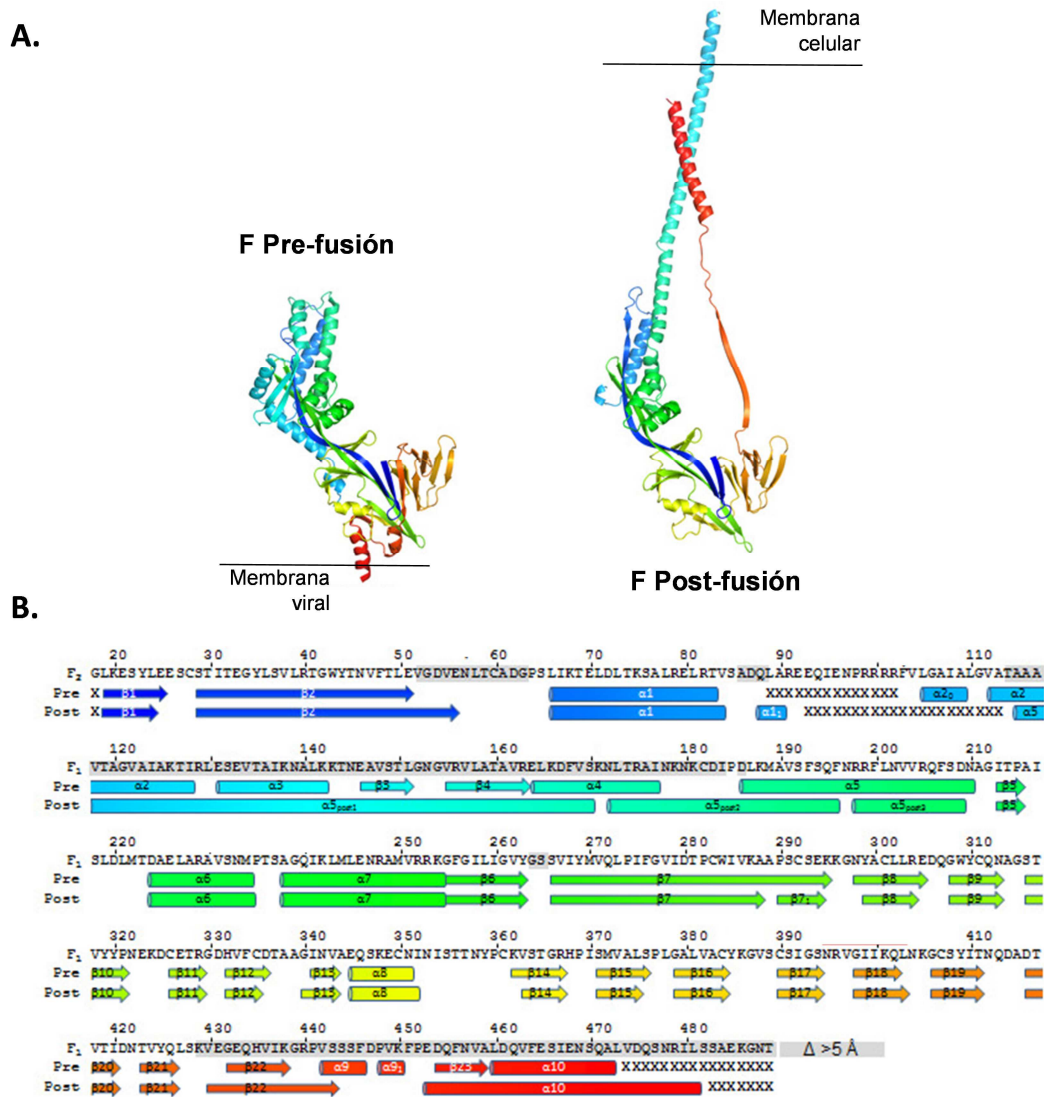 A.
Membrana
celular
F Pre-fusión
Membrana
viral
F Post-fusión
B.
20 30 40 50 60 70 80 90 100 110
F₂ GLKESYLEESCSTITEGYLSVLRTGWYTNVFTLEVGDVENLTCADGPSLIKTELDLTKSALRELRTVSADQLAREEQIENPRRRRFVLGAIALGVATAAA
Pre X β1 β2 α1 XXXXXXXXXXXXXX α2₀ α2
Post X β1 β2 α1 α1₁ XXXXXXXXXXXXXXXXXXXXX α5
120 130 140 150 160 170 180 190 200 210
F₁ VTAGVAIAKTIRLESEVTAIKNALKKTNEAVSTLGNGVRVLATAVRELKDFVSKNLTRAINKNKCDIPDLKMAVSFSQFNRRFLNVVRQFSDNAGITPAI
Pre α2 α3 β3 β4 α4 α5 β5
Post α5post1 α5post2 α5post3 β5
220 230 240 250 260 270 280 290 300 310
F₁ SLDLMTDAELARAVSNMPTSAGQIKLMLENRAMVRRKGFGILIGVYGSSVIYMVQLPIFGVIDTPCWIVKAAPSCSEKKGNYACLLREDQGWYCQNAGST
Pre α6 α7 β6 β7 β8 β9
Post α6 α7 β6 β7 β7₁ β8 β9
320 330 340 350 360 370 380 390 400 410
F₁ VYYPNEKDCETRGDHVFCDTAAGINVAEQSKECNINISTTNYPCKVSTGRHPISMVALSPLGALVACYKGVSCSIGSNRVGIIKQLNKGCSYITNQDADT
Pre β10 β11 β12 β13 α8 β14 β15 β16 β17 β18 β19
Post β10 β11 β12 β13 α8 β14 β15 β16 β17 β18 β19
420 430 440 450 460 470 480
F₁ VTIDNTVYQLSKVEGEQHVIKGRPVSSSFDPVKFPEDQFNVALDQVFESIENSQALVDQSNRILSSAEKGNT Δ >5 Å
Pre β20 β21 β22 α9 α9₁ β23 α10 XXXXXXXXXXXXXXXX
Post β20 β21 β22 α10 XXXXXXX